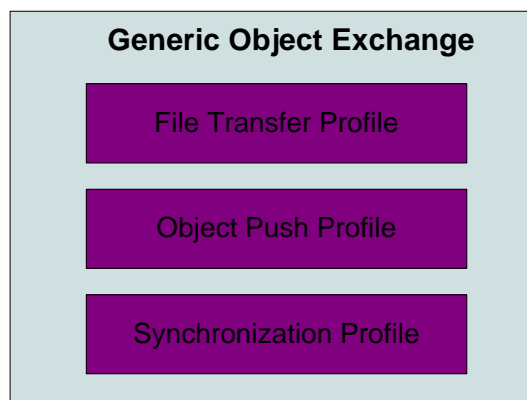 Generic Object Exchange
File Transfer Profile
Object Push Profile
Synchronization Profile